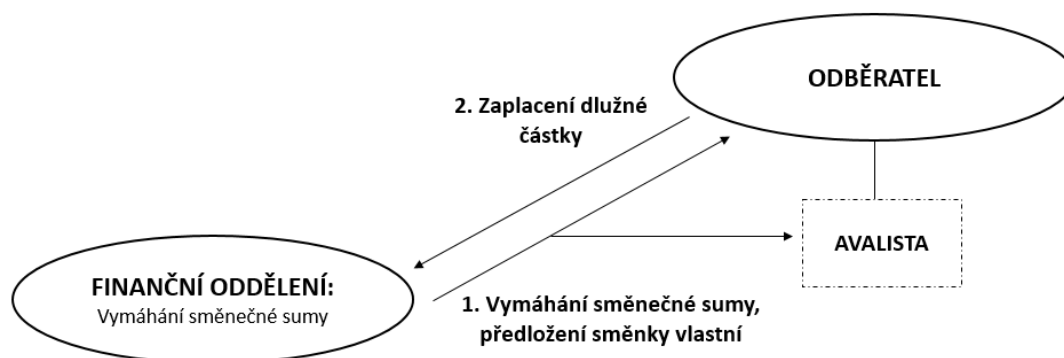 ODBĚRATEL
2. Zaplacení dlužné
částky
AVALISTA
FINANČNÍ ODDĚLENÍ:
Vymáhání směnečné sumy
1. Vymáhání směnečné sumy,
předložení směnky vlastní